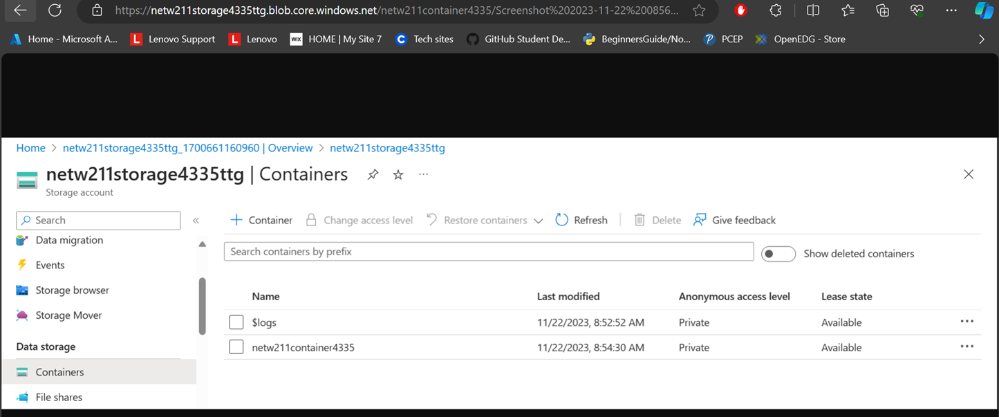 https://netw211storage4335ttg.blob.core.windows.net/netw211container4335/Screenshot%202023-11-22%200856...
Home - Microsoft A...
L Lenovo Support
L Lenovo
WIX HOME | My Site 7
C Tech sites
GitHub Student De...
BeginnersGuide/No...
P PCEP
OpenEDG - Store
Home > netw211storage4335ttg_1700661160960 | Overview > netw211storage4335ttg
netw211storage4335ttg | Containers
Storage account
Search
Container Change access level Restore containers Refresh Delete Give feedback
Data migration
Events
Storage browser
Storage Mover
Data storage
Containers
File shares
Search containers by prefix
Show deleted containers
Name Last modified Anonymous access level Lease state
$logs 11/22/2023, 8:52:52 AM Private Available
netw211container4335 11/22/2023, 8:54:30 AM Private Available